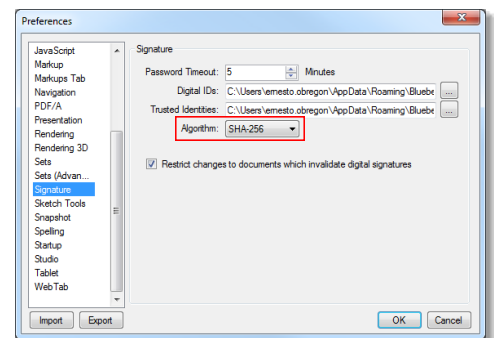 Preferences
JavaScript
Markup
Markups Tab
Navigation
PDF/A
Presentation
Rendering
Rendering 3D
Sets
Sets (Advan...
Signature
Sketch Tools
Snapshot
Spelling
Startup
Studio
Tablet
WebTab
Import Export
Signature
Password Timeout: 5 Minutes
Digital IDs: C:\Users\ernesto.obregon\AppData\Roaming\Bluebe ...
Trusted Identities: C:\Users\ernesto.obregon\AppData\Roaming\Bluebe ...
Algorithm: SHA-256
Restrict changes to documents which invalidate digital signatures
OK Cancel